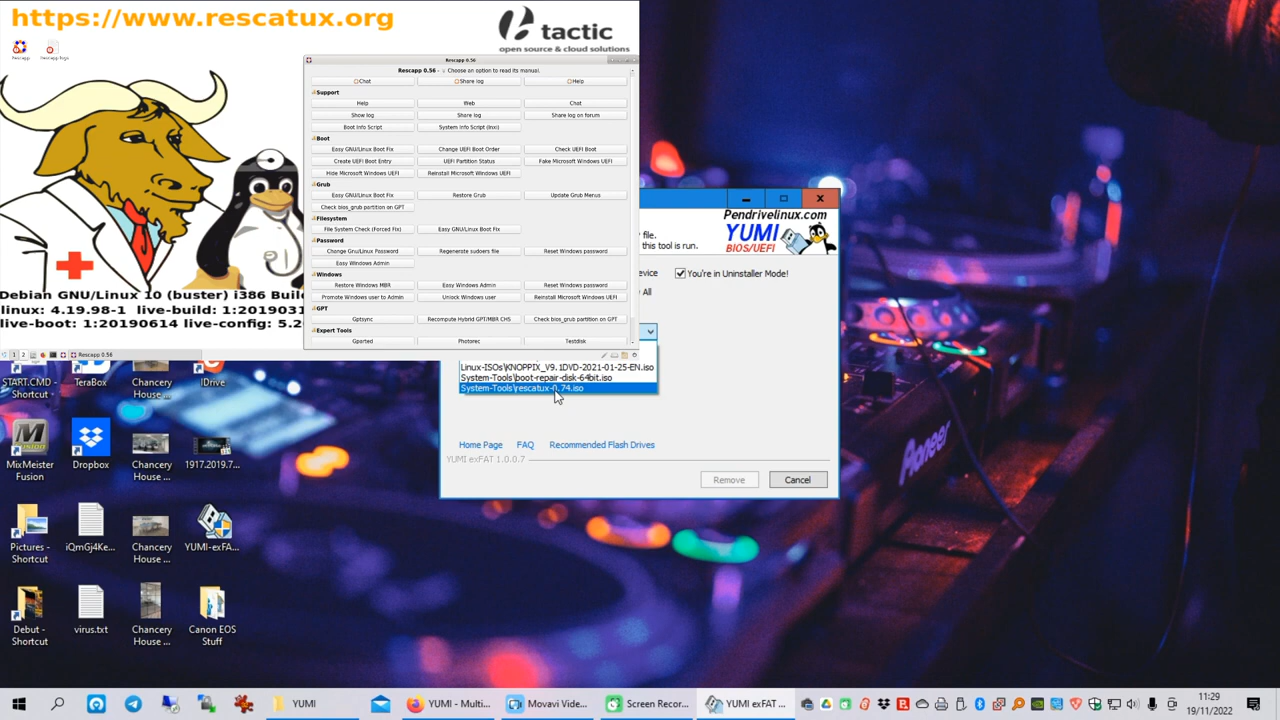 https://www.rescatux.org
tactic
open source & cloud solutions
Rescapp
Rescapp logs
Rescapp 0.56
Rescapp 0.56 - Choose an option to read its manual.
Chat
Share log
Help
Support
Help
Web
Chat
Show log
Share log
Share log on forum
Boot Info Script
System Info Script (Inxi)
Boot
Easy GNU/Linux Boot Fix
Change UEFI Boot Order
Check UEFI Boot
Create UEFI Boot Entry
UEFI Partition Status
Fake Microsoft Windows UEFI
Hide Microsoft Windows UEFI
Reinstall Microsoft Windows UEFI
Grub
Easy GNU/Linux Boot Fix
Restore Grub
Update Grub Menus
Check bios_grub partition on GPT
Filesystem
File System Check (Forced Fix)
Easy GNU/Linux Boot Fix
Password
Change Gnu/Linux Password
Regenerate sudoers file
Reset Windows password
Easy Windows Admin
Windows
Restore Windows MBR
Easy Windows Admin
Reset Windows password
Promote Windows user to Admin
Unlock Windows user
Reinstall Microsoft Windows UEFI
GPT
Gptsync
Recompute Hybrid GPT/MBR CHS
Check bios_grub partition on GPT
Expert Tools
Gparted
Photorec
Testdisk
Debian GNU/Linux 10 (buster) i386 Buil
linux: 4.19.98-1 live-build: 1:2019031
live-boot: 1:20190614 live-config: 5.20
1
2
Rescapp 0.56
Pendrivelinux.com
YUMI
BIOS/UEFI
file.
this tool is run.
evice
You're in Uninstaller Mode!
All
Linux-ISOs\KNOPPIX_V9.1DVD-2021-01-25-EN.iso
System-Tools\boot-repair-disk-64bit.iso
System-Tools\rescatux-0.74.iso
Home Page
FAQ
Recommended Flash Drives
YUMI exFAT 1.0.0.7
Remove
Cancel
START.CMD - Shortcut
TeraBox
Chancery House ...
IDrive
MixMeister Fusion
Dropbox
Chancery House ...
1917.2019.7...
Pictures - Shortcut
iQmGj4Ke...
Chancery House ...
YUMI-exFA...
Debut - Shortcut
virus.txt
Chancery House ...
Canon EOS Stuff
YUMI
YUMI - Multi...
Movavi Vide...
Screen Recor...
YUMI exFAT ...
11:29